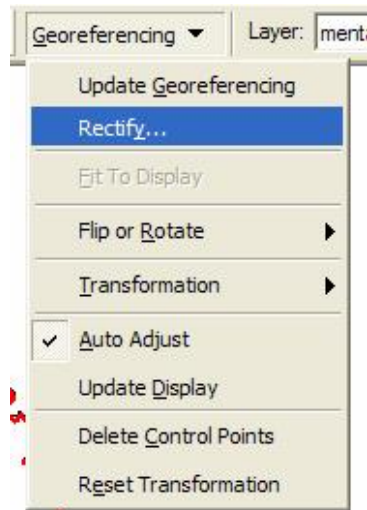 Georeferencing Layer: menta
Update Georeferencing
Rectify...
Fit To Display
Flip or Rotate
Transformation
Auto Adjust
Update Display
Delete Control Points
Reset Transformation